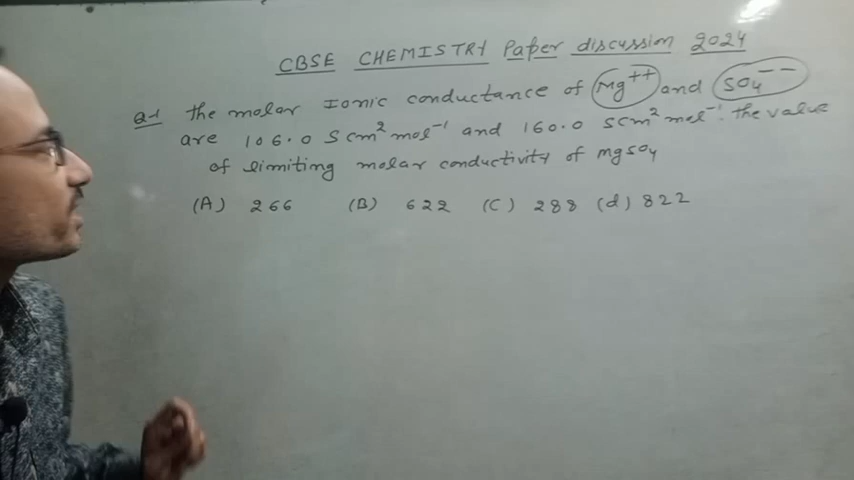 CBSE CHEMISTRY Paper discussion 2024
Q-1 the molar Ionic conductance of Mg++ and SO4--
are 106.0 S cm² mol⁻¹ and 160.0 S cm² mol⁻¹. the value
of limiting molar conductivity of MgSO4
(A) 266 (B) 622 (C) 288 (d) 822